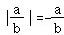 |a/b| = -a/b